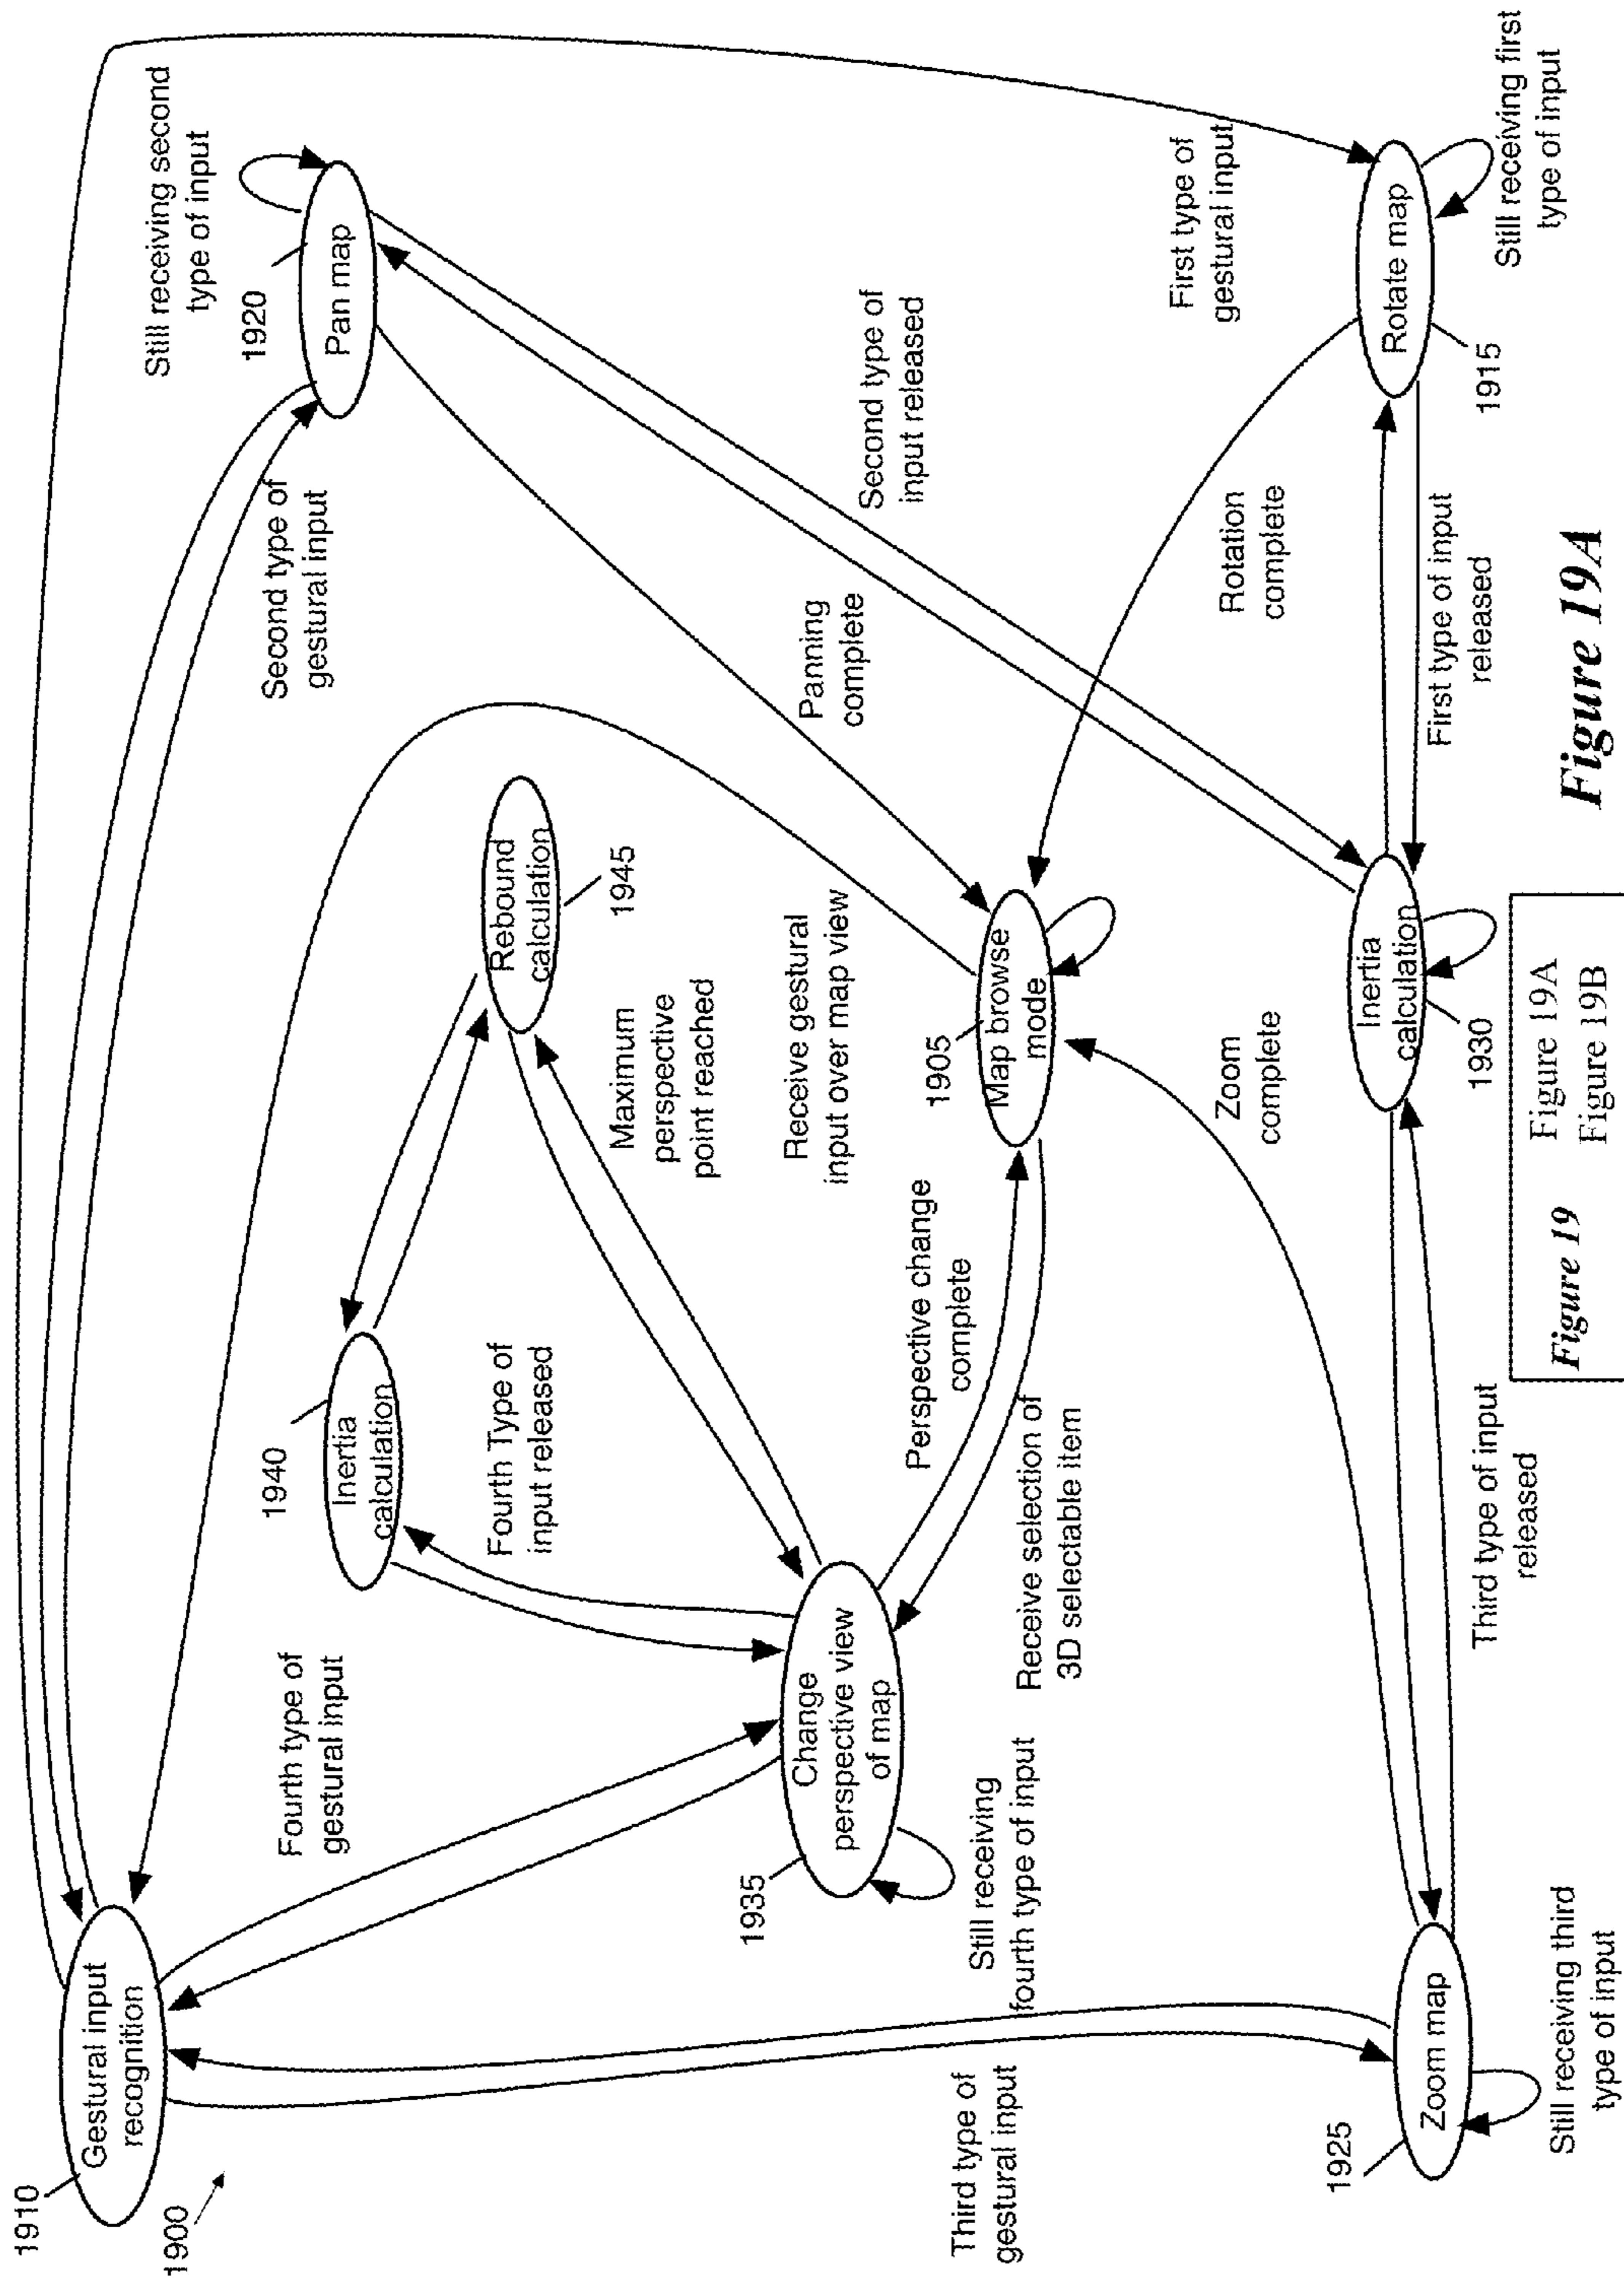 1910
Gestural input
recognition
1900
Still receiving second
type of input
1920
Pan map
Second type of
gestural input
Fourth type of
gestural input
1940
Inertia
calculation
Fourth Type of
input released
Rebound
calculation
1945
Maximum
perspective
point reached
Receive gestural
input over map view
Panning
complete
Second type of
input released
First type of
gestural input
1935
Change
perspective view
of map
Still receiving
fourth type of input
Perspective change
complete
Receive selection of
3D selectable item
1905
Map browse
mode
Rotation
complete
Zoom
complete
Third type of
gestural input
1925
Zoom map
Still receiving third
type of input
Third type of input
released
Inertia
calculation
1930
First type of input
released
Rotate map
1915
Still receiving first
type of input
Figure 19
Figure 19A
Figure 19B
Figure 19A